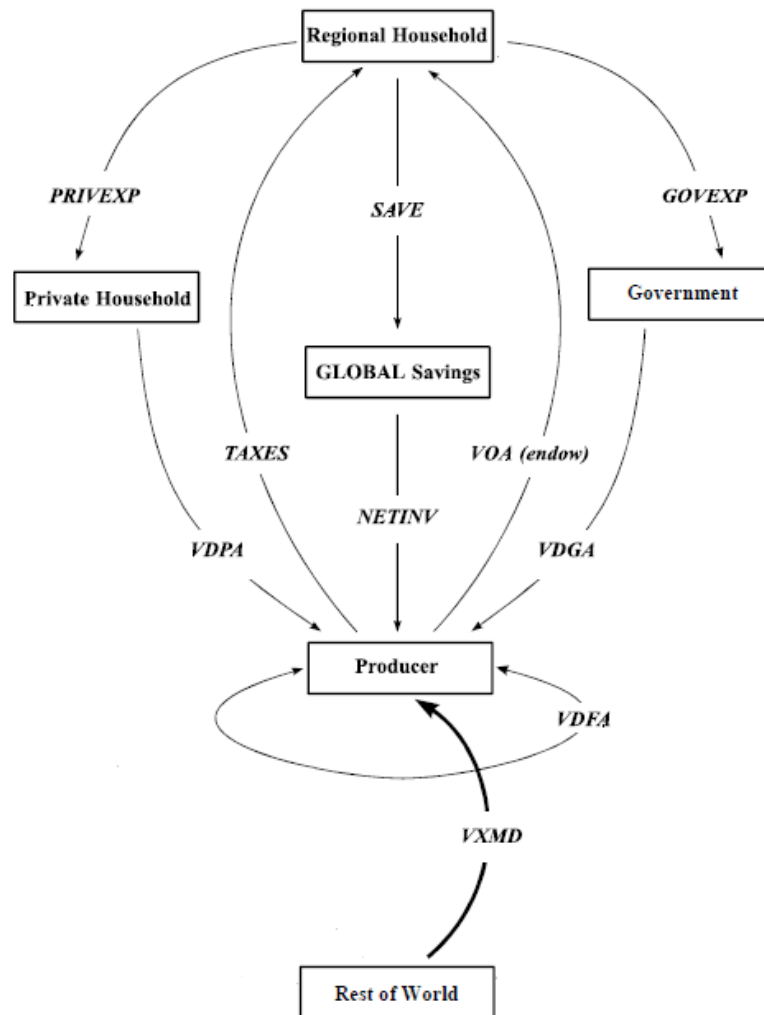 Regional Household
PRIVEXP
SAVE
GOVEXP
Private Household
Government
GLOBAL Savings
TAXES
VOA (endow)
NETINV
VDPA
VDGA
Producer
VDFA
VXMD
Rest of World